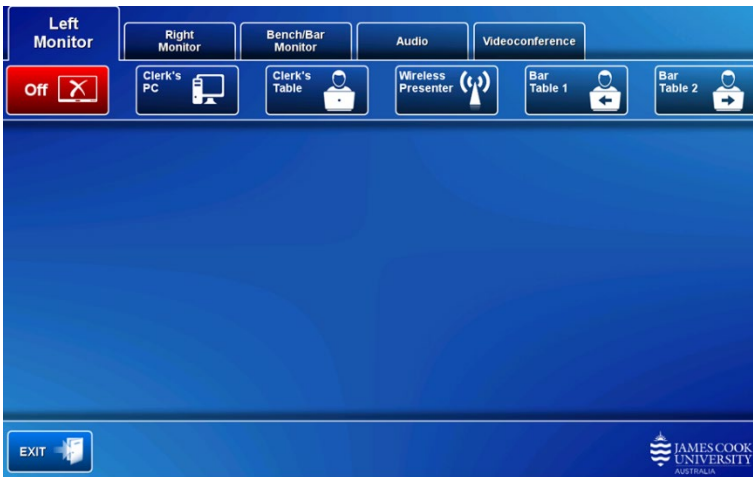 Left
Monitor
Right
Monitor
Bench/Bar
Monitor
Audio
Videoconference
Off
Clerk's
PC
Clerk's
Table
Wireless
Presenter
Bar
Table 1
Bar
Table 2
EXIT
JAMES COOK
UNIVERSITY
AUSTRALIA